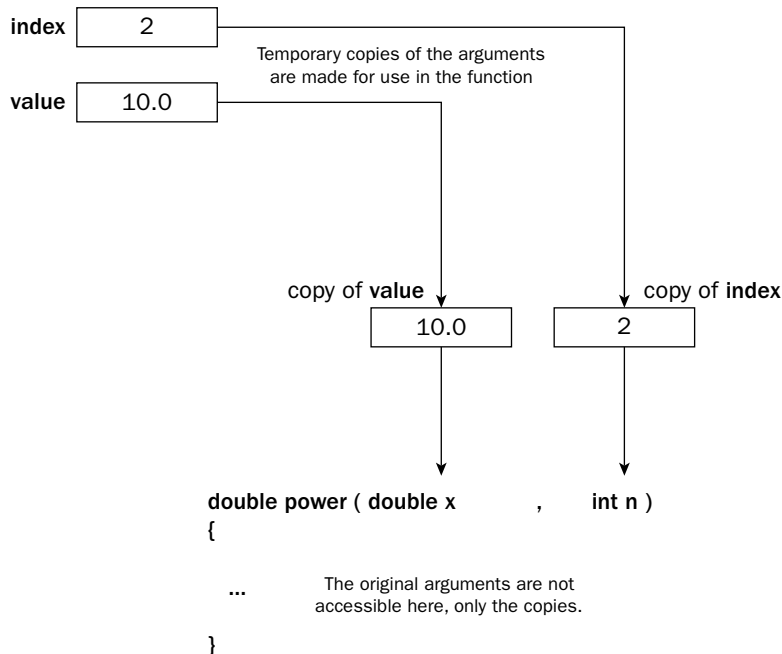 index 2
Temporary copies of the arguments
are made for use in the function
value 10.0
copy of value
copy of index
10.0
2
double power ( double x , int n )
{
... The original arguments are not
accessible here, only the copies.
}